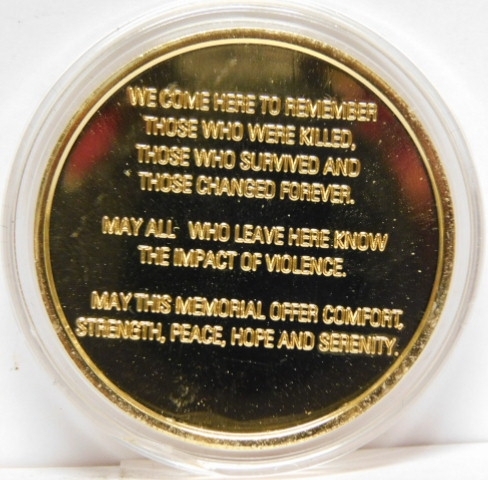 WE COME HERE TO REMEMBER
THOSE WHO WERE KILLED,
THOSE WHO SURVIVED AND
THOSE CHANGED FOREVER.
MAY ALL WHO LEAVE HERE KNOW
THE IMPACT OF VIOLENCE.
MAY THIS MEMORIAL OFFER COMFORT,
STRENGTH, PEACE, HOPE AND SERENITY.